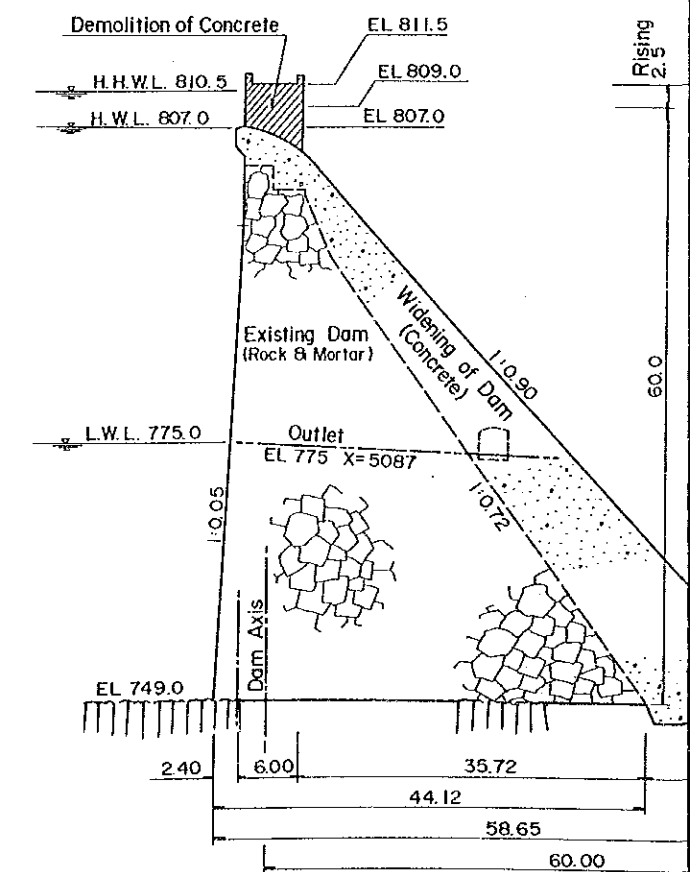 Demolition of Concrete
EL 811.5
Rising
2.5
H.H.W.L. 810.5
EL 809.0
H.W.L. 807.0
EL 807.0
Existing Dam
(Rock & Mortar)
Widening of Dam
(Concrete)
1:0.90
60.0
L.W.L. 775.0
Outlet
EL 775 X=5087
1:0.05
1:0.72
Dam Axis
EL 749.0
2.40
6.00
35.72
44.12
58.65
60.00